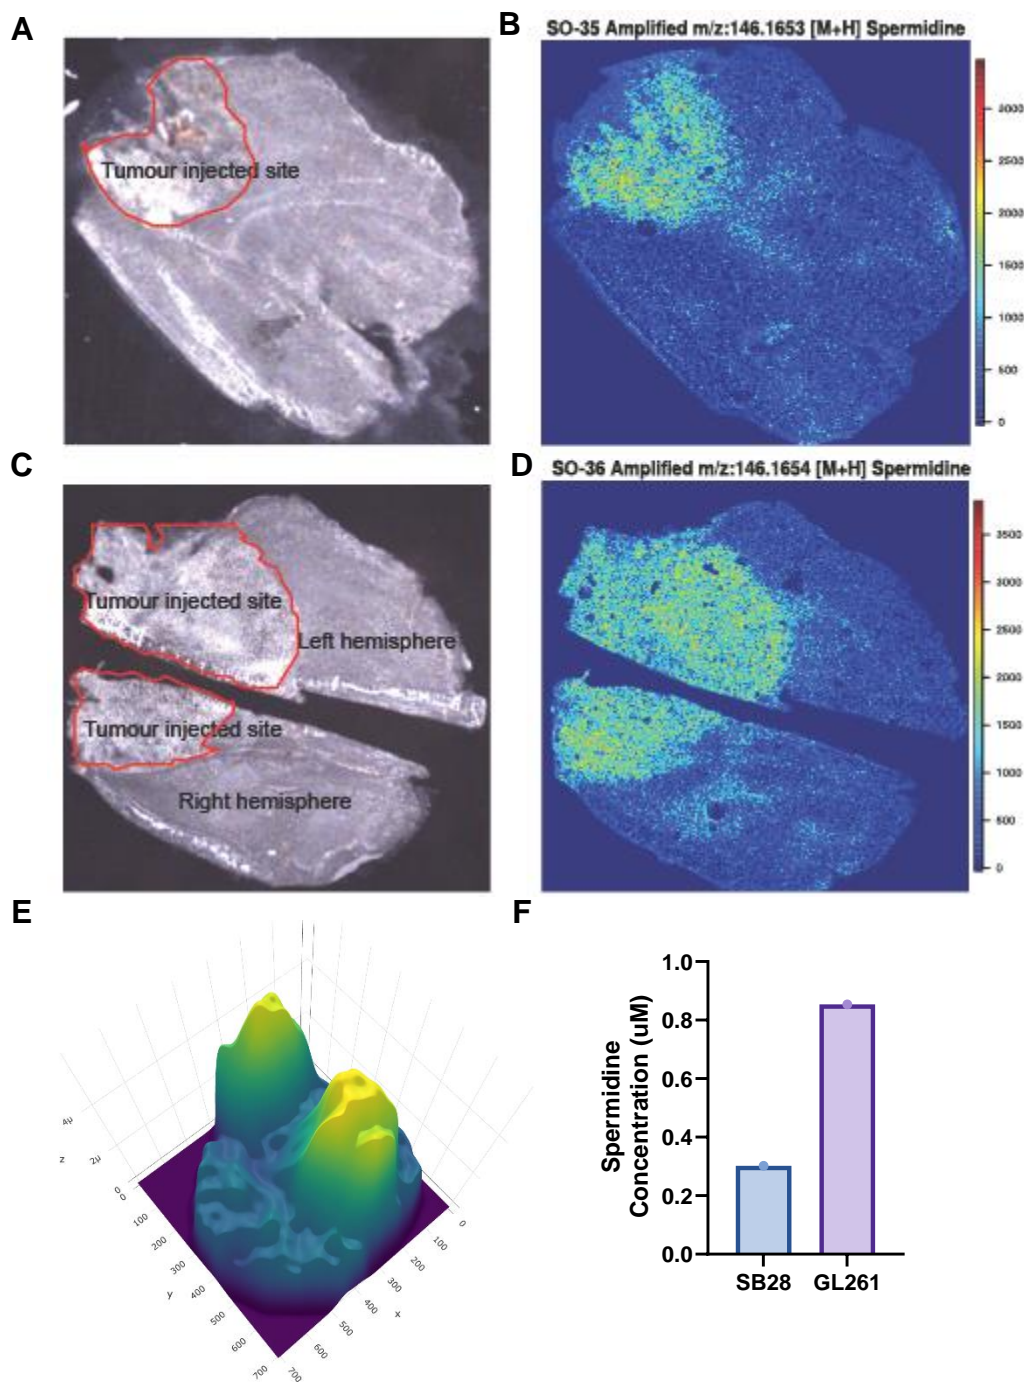 A
Tumour injected site
B
SO-35 Amplified m/z:146.1653 [M+H] Spermidine
2500
2000
1500
1000
500
0
C
Tumour injected site
Left hemisphere
Tumour injected site
Right hemisphere
D
SO-36 Amplified m/z:146.1654 [M+H] Spermidine
3500
3000
2500
2000
1500
1000
500
0
E
4μ
2μ
0
z
0
100
200
300
400
500
600
700
y
0
100
200
300
400
500
600
700
x
F
Spermidine
Concentration (uM)
1.0
0.8
0.6
0.4
0.2
0.0
SB28 GL261